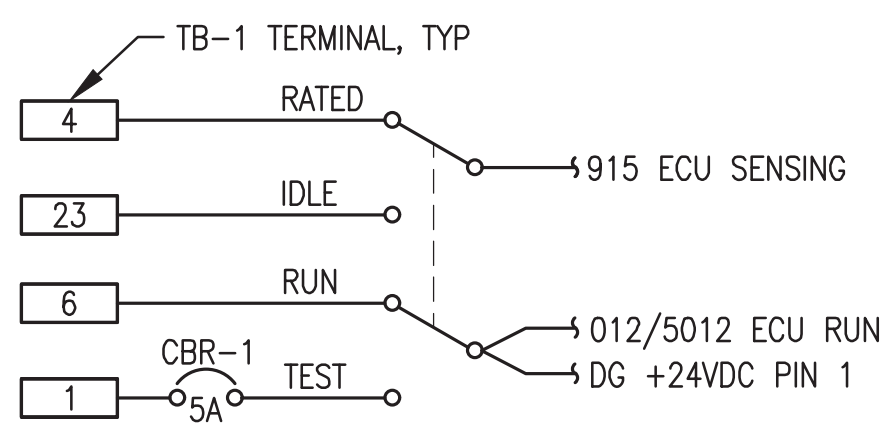 TB-1 TERMINAL, TYP
4
RATED
915 ECU SENSING
23
IDLE
6
RUN
012/5012 ECU RUN
DG +24VDC PIN 1
CBR-1
1
5A
TEST